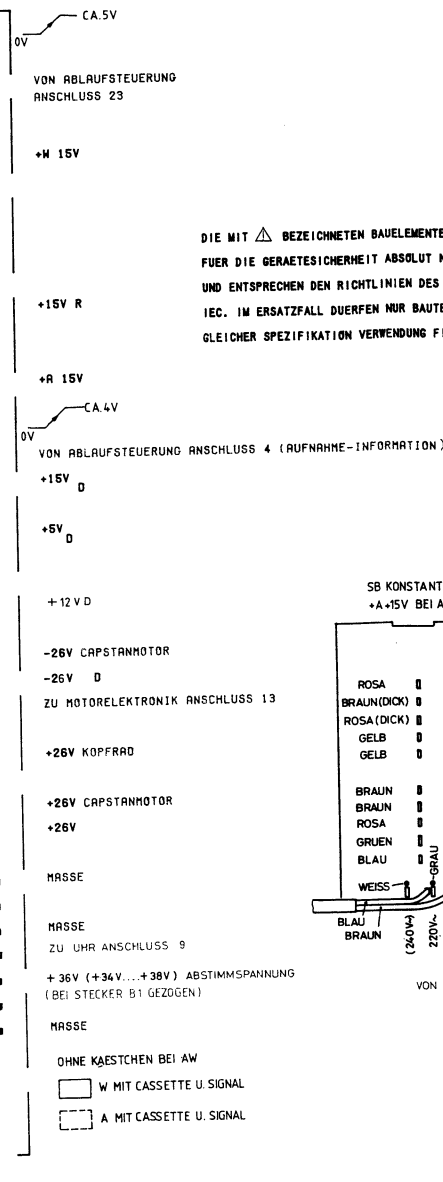 CA.5V
0V
VON ABLAUFSTEUERUNG
ANSCHLUSS 23
+W 15V
DIE MIT BEZEICHNETEN BAUELEMENTE
FUER DIE GERAETESICHERHEIT ABSOLUT
UND ENTSPRECHEN DEN RICHTLINIEN DES
+15V R
IEC. IM ERSATZFALL DUERFEN NUR BAUTE
GLEICHER SPEZIFIKATION VERWENDUNG F
+A 15V
CA.4V
0V
VON ABLAUFSTEUERUNG ANSCHLUSS 4 (AUFNAHME-INFORMATION)
+15V D
+5V D
SB KONSTANT
+12 V D
+A+15V BEI A
-26V CAPSTANMOTOR
-26V D
ROSA
ZU MOTORELEKTRONIK ANSCHLUSS 13
BRAUN(DICK)
ROSA(DICK)
GELB
+26V KOPFRAD
GELB
BRAUN
+26V CAPSTANMOTOR
BRAUN
+26V
ROSA
GRUEN
BLAU
GRAU
MASSE
WEISS
BLAU
MASSE
BRAUN
(240V~)
220V~
ZU UHR ANSCHLUSS 9
+36V (+34V....+38V) ABSTIMMSPANNUNG
VON
(BEI STECKER B1 GEZOGEN)
MASSE
OHNE KAESTCHEN BEI AW
W MIT CASSETTE U. SIGNAL
A MIT CASSETTE U. SIGNAL